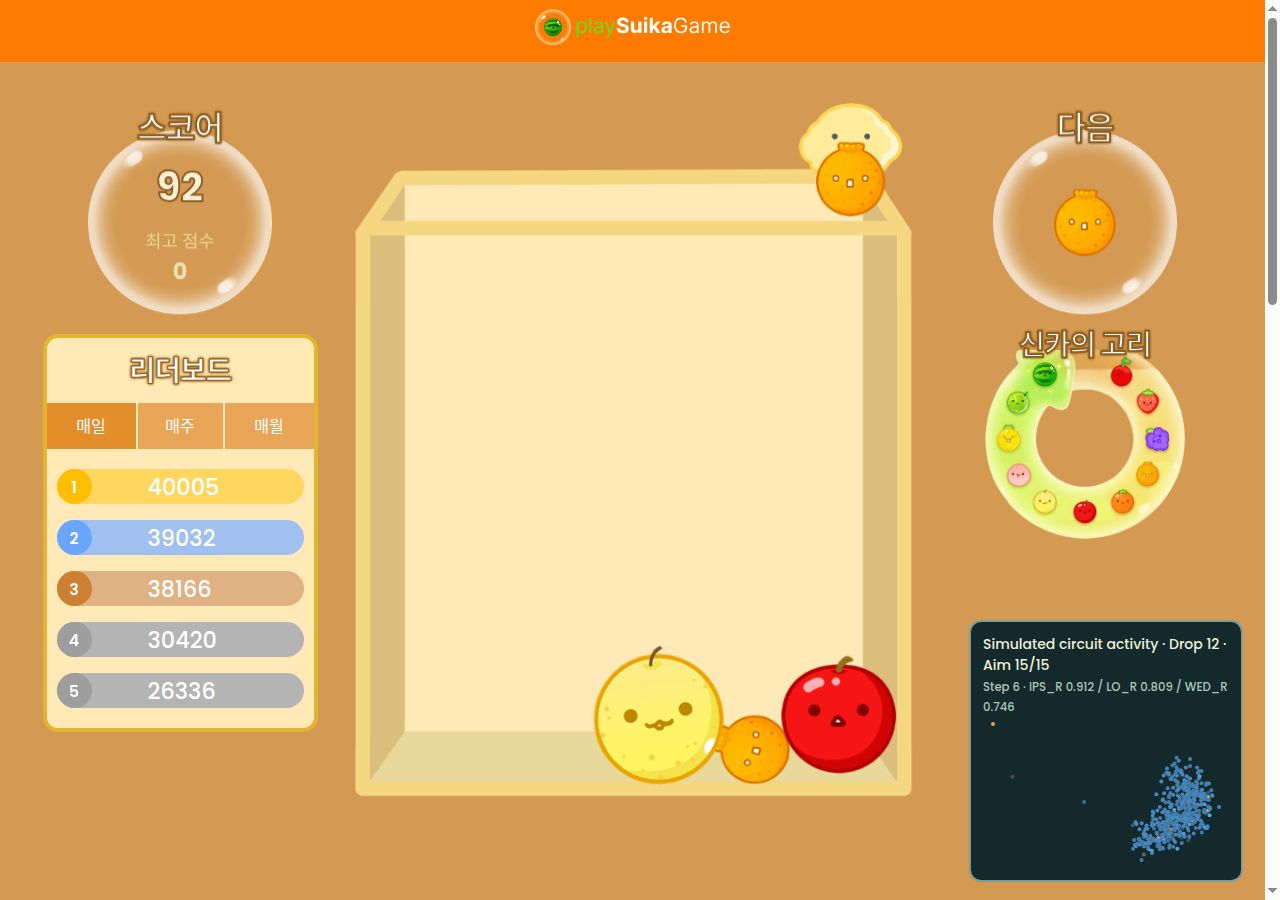 playSuikaGame
스코어
92
최고 점수
0
리더보드
매일 매주 매월
1 40005
2 39032
3 38166
4 30420
5 26336
다음
신카의 고리
Simulated circuit activity · Drop 12 ·
Aim 15/15
Step 6 · IPS_R 0.912 / LO_R 0.809 / WED_R
0.746